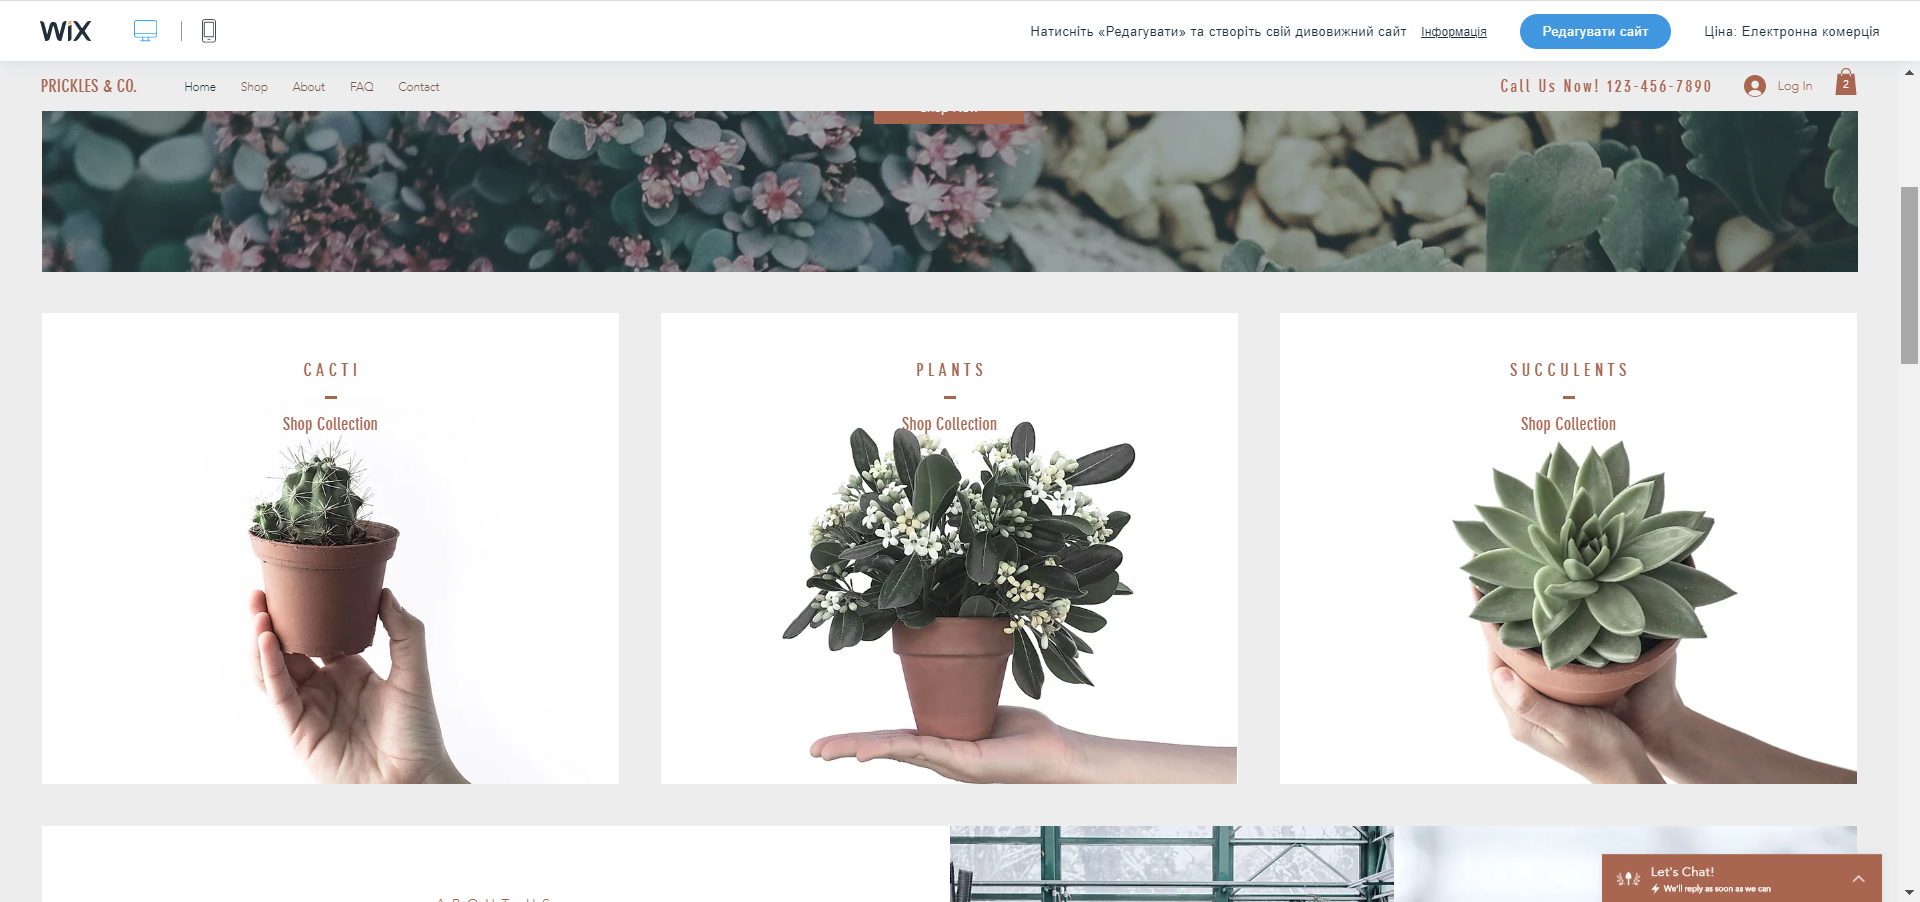 WiX
Натисніть «Редагувати» та створіть свій дивовижний сайт Інформація Редагувати сайт Ціна: Електронна комерція
PRICKLES & CO. Home Shop About FAQ Contact Call Us Now! 123-456-7890 Log In 2
CACTI
Shop Collection
PLANTS
Shop Collection
SUCCULENTS
Shop Collection
ABOUT US
Let's Chat!
We'll reply as soon as we can